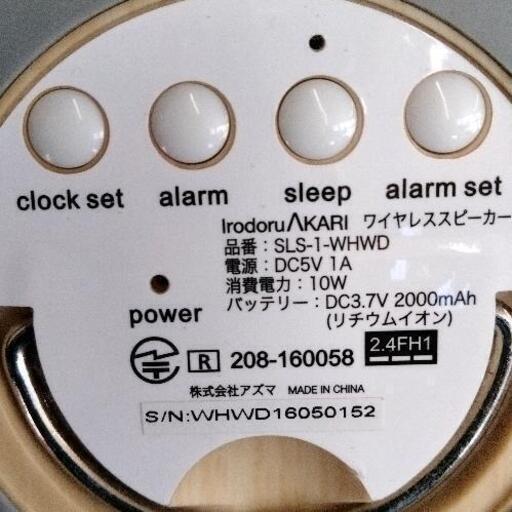 clock set
alarm
sleep
alarm set
IrodoruΛKARI ワイヤレススピーカー
品番：SLS-1-WHWD
電源：DC5V 1A
消費電力：10W
バッテリー：DC3.7V 2000mAh
(リチウムイオン)
power
R 208-160058 2.4FH1
株式会社アズマ MADE IN CHINA
S/N:WHWD16050152